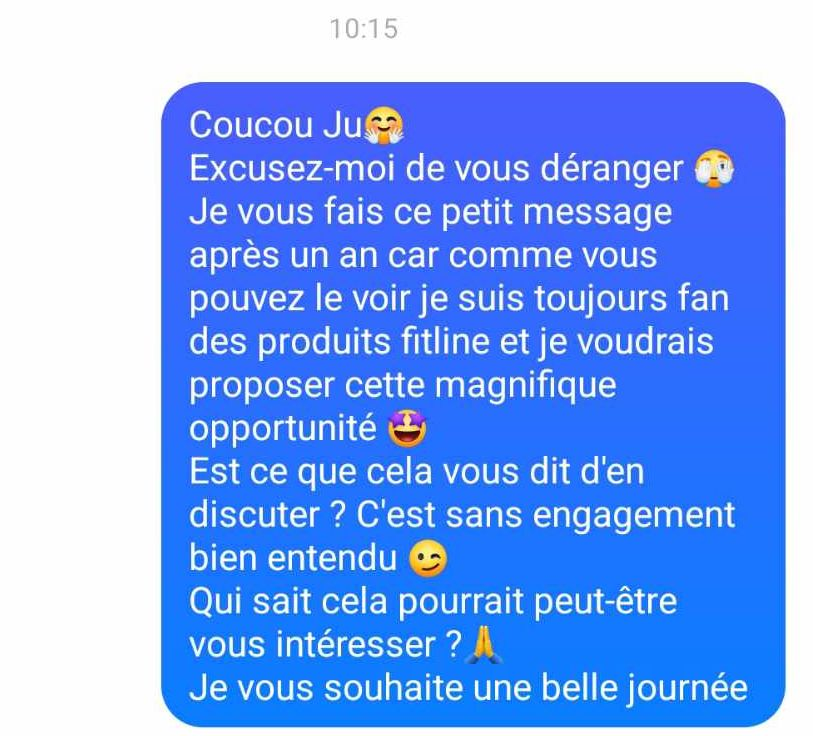 10:15
Coucou Ju🤗
Excusez-moi de vous déranger 🫣
Je vous fais ce petit message
après un an car comme vous
pouvez le voir je suis toujours fan
des produits fitline et je voudrais
proposer cette magnifique
opportunité 🤩
Est ce que cela vous dit d'en
discuter ? C'est sans engagement
bien entendu 😉
Qui sait cela pourrait peut-être
vous intéresser ?🙏
Je vous souhaite une belle journée